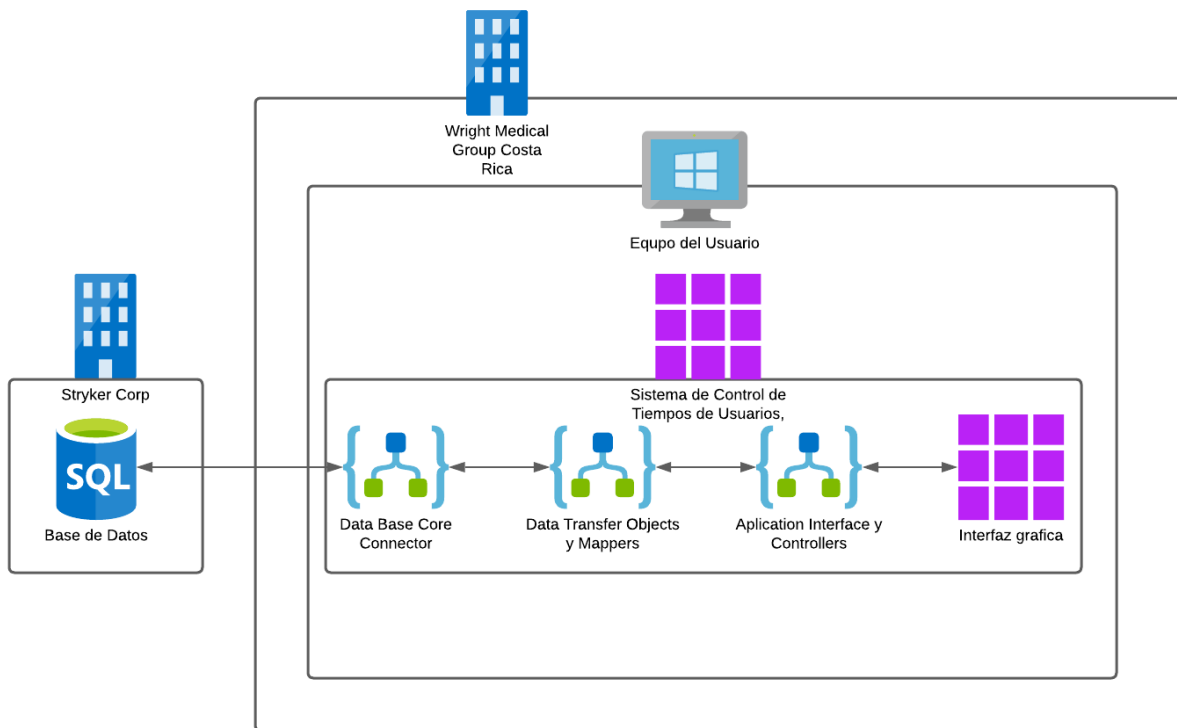 Wright Medical
Group Costa
Rica
Equpo del Usuario
Stryker Corp
Sistema de Control de
Tiempos de Usuarios,
SQL
Base de Datos
Data Base Core
Connector
Data Transfer Objects
y Mappers
Aplication Interface y
Controllers
Interfaz grafica